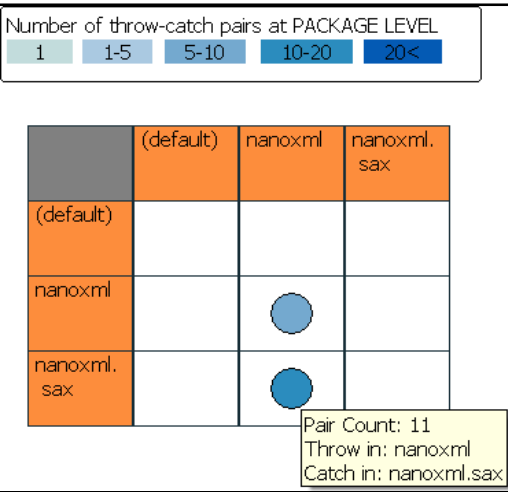 Number of throw-catch pairs at PACKAGE LEVEL
1 1-5 5-10 10-20 20<
(default) nanoxml nanoxml.
sax
(default)
nanoxml
nanoxml.
sax
Pair Count: 11
Throw in: nanoxml
Catch in: nanoxml.sax